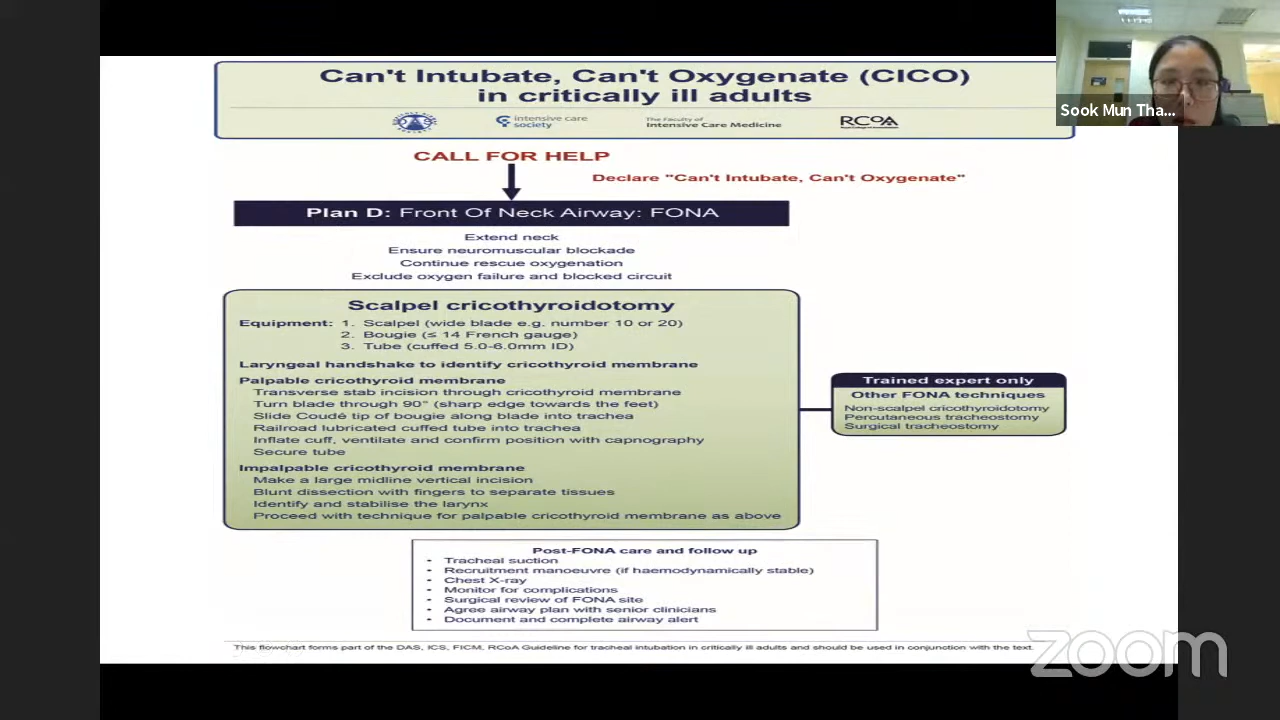 Can't Intubate, Can't Oxygenate (CICO)
in critically ill adults
intensive care
society
The Faculty of
Intensive Care Medicine
RCoA
CALL FOR HELP
Declare "Can't Intubate, Can't Oxygenate"
Plan D: Front Of Neck Airway: FONA
Extend neck
Ensure neuromuscular blockade
Continue rescue oxygenation
Exclude oxygen failure and blocked circuit
Scalpel cricothyroidotomy
Equipment: 1. Scalpel (wide blade e.g. number 10 or 20)
2. Bougie (≤ 14 French gauge)
3. Tube (cuffed 5.0-6.0mm ID)
Laryngeal handshake to identify cricothyroid membrane
Palpable cricothyroid membrane
Transverse stab incision through cricothyroid membrane
Turn blade through 90° (sharp edge towards the feet)
Slide Coudé tip of bougie along blade into trachea
Railroad lubricated cuffed tube into trachea
Inflate cuff, ventilate and confirm position with capnography
Secure tube
Impalpable cricothyroid membrane
Make a large midline vertical incision
Blunt dissection with fingers to separate tissues
Identify and stabilise the larynx
Proceed with technique for palpable cricothyroid membrane as above
Trained expert only
Other FONA techniques
Non-scalpel cricothyroidotomy
Percutaneous tracheostomy
Surgical tracheostomy
Post-FONA care and follow up
• Tracheal suction
• Recruitment manoeuvre (if haemodynamically stable)
• Chest X-ray
• Monitor for complications
• Surgical review of FONA site
• Agree airway plan with senior clinicians
• Document and complete airway alert
This flowchart forms part of the DAS, ICS, FICM, RCoA Guideline for tracheal intubation in critically ill adults and should be used in conjunction with the text.
Sook Mun Tha...
zoom